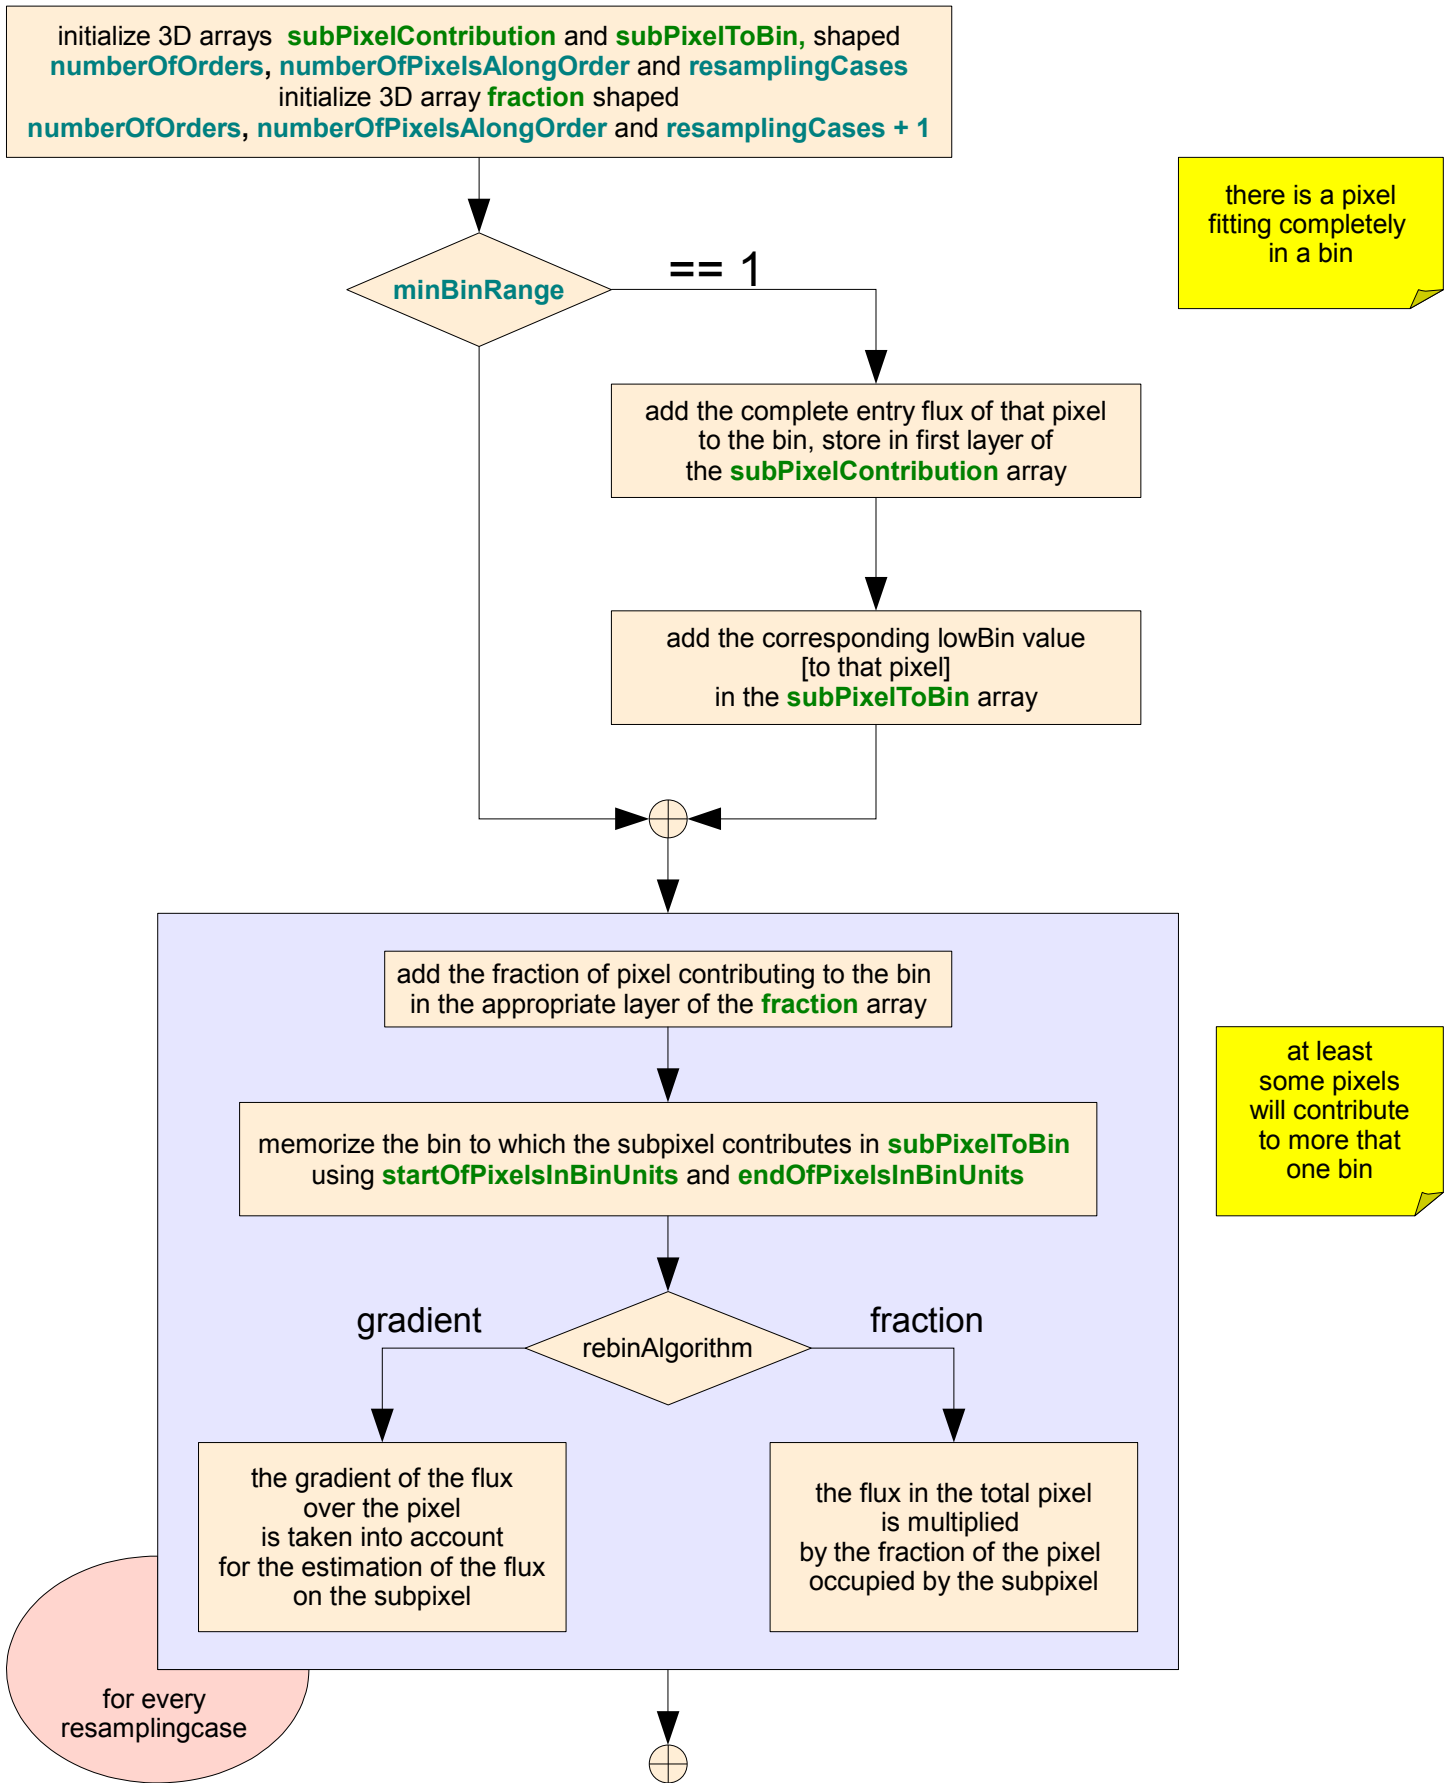 initialize 3D arrays subPixelContribution and subPixelToBin, shaped
numberOfOrders, numberOfPixelsAlongOrder and resamplingCases
initialize 3D array fraction shaped
numberOfOrders, numberOfPixelsAlongOrder and resamplingCases + 1
there is a pixel
fitting completely
in a bin
minBinRange
== 1
add the complete entry flux of that pixel
to the bin, store in first layer of
the subPixelContribution array
add the corresponding lowBin value
[to that pixel]
in the subPixelToBin array
add the fraction of pixel contributing to the bin
in the appropriate layer of the fraction array
at least
some pixels
will contribute
to more that
one bin
memorize the bin to which the subpixel contributes in subPixelToBin
using startOfPixelsInBinUnits and endOfPixelsInBinUnits
gradient
fraction
rebinAlgorithm
the gradient of the flux
over the pixel
is taken into account
for the estimation of the flux
on the subpixel
the flux in the total pixel
is multiplied
by the fraction of the pixel
occupied by the subpixel
for every
resamplingcase